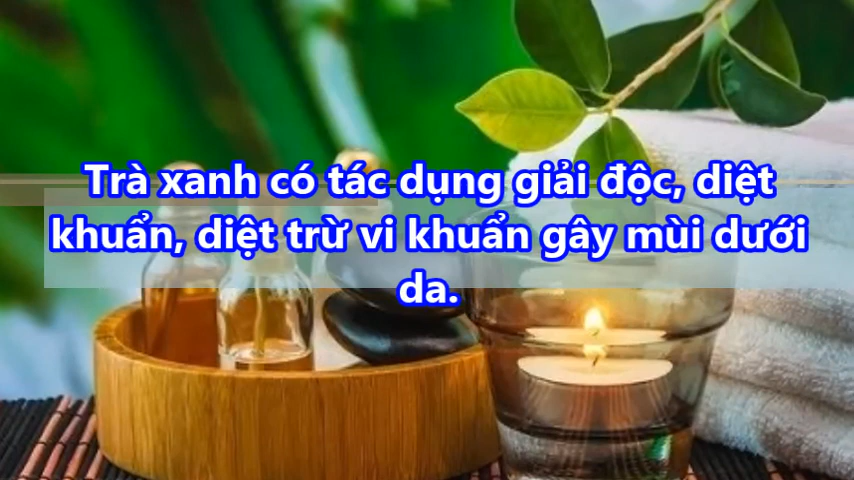 Trà xanh có tác dụng giải độc, diệt
khuẩn, diệt trừ vi khuẩn gây mùi dưới
da.